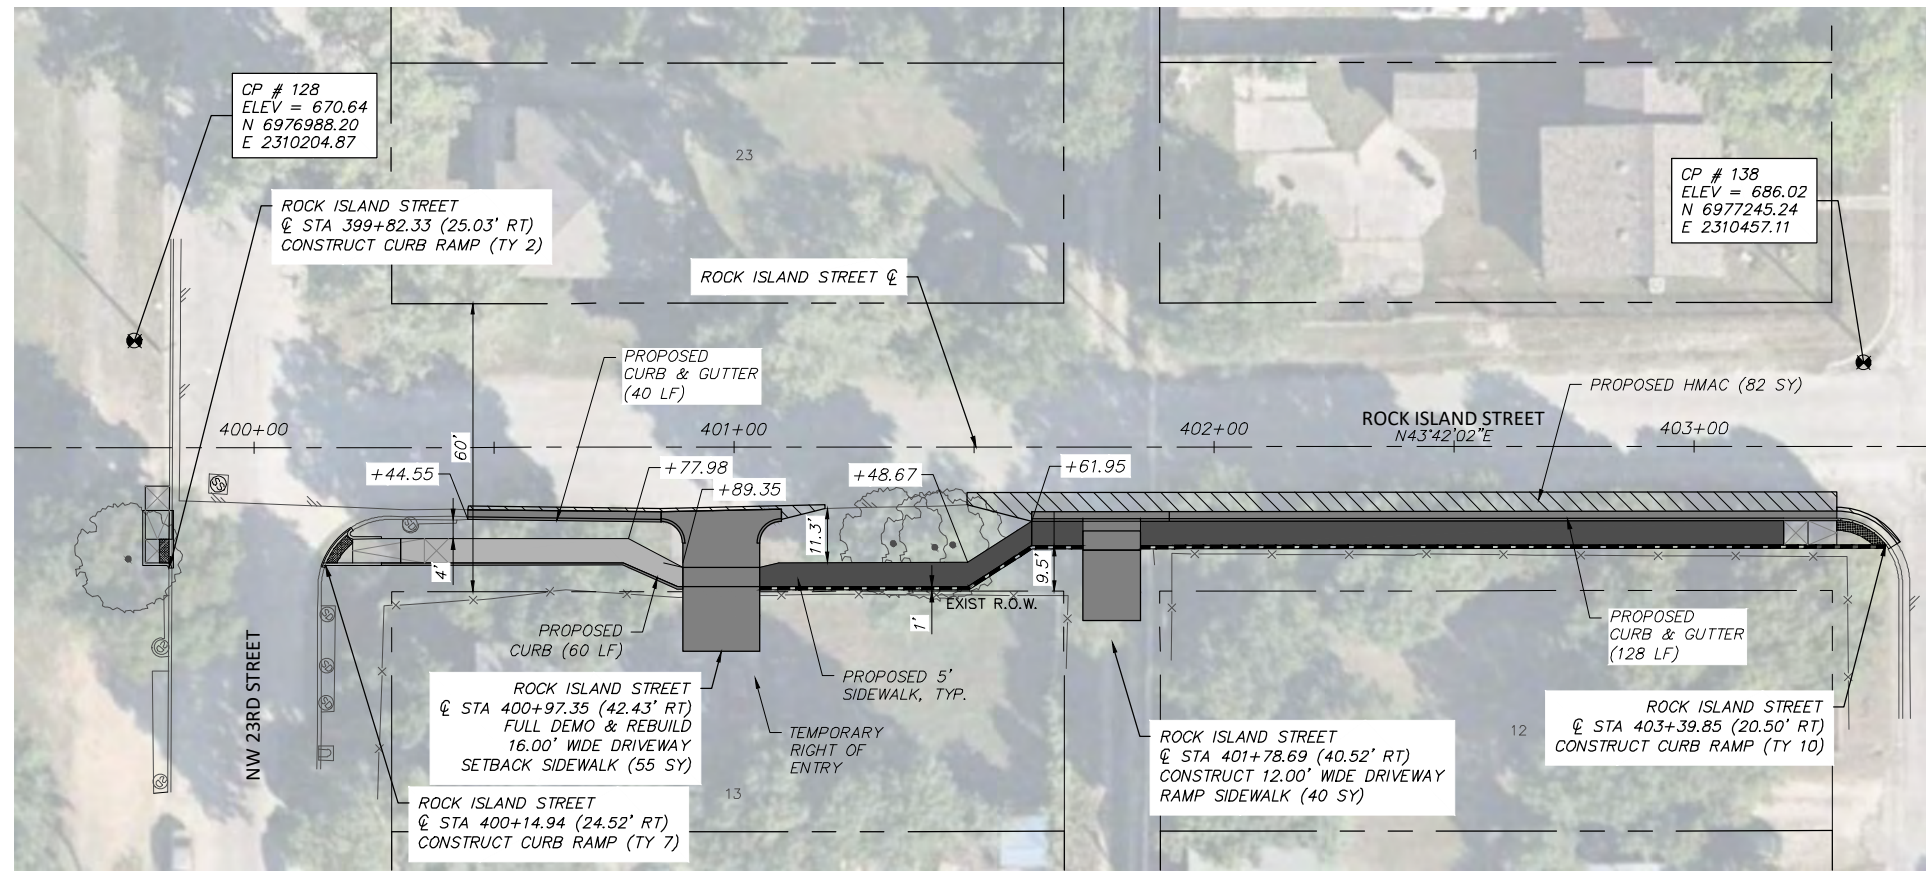 CP # 128
ELEV = 670.64
N 6976988.20
E 2310204.87
23
1
CP # 138
ELEV = 686.02
N 6977245.24
E 2310457.11
ROCK ISLAND STREET
℄ STA 399+82.33 (25.03' RT)
CONSTRUCT CURB RAMP (TY 2)
ROCK ISLAND STREET ℄
PROPOSED
CURB & GUTTER
(40 LF)
PROPOSED HMAC (82 SY)
400+00
401+00
402+00
ROCK ISLAND STREET
N43°42'02"E
403+00
60'
+44.55
+77.98
+89.35
+48.67
+61.95
11.3'
4'
9.5'
1'
EXIST R.O.W.
NW 23RD STREET
PROPOSED
CURB (60 LF)
PROPOSED 5'
SIDEWALK, TYP.
PROPOSED
CURB & GUTTER
(128 LF)
ROCK ISLAND STREET
℄ STA 400+97.35 (42.43' RT)
FULL DEMO & REBUILD
16.00' WIDE DRIVEWAY
SETBACK SIDEWALK (55 SY)
TEMPORARY
RIGHT OF
ENTRY
13
ROCK ISLAND STREET
℄ STA 401+78.69 (40.52' RT)
CONSTRUCT 12.00' WIDE DRIVEWAY
RAMP SIDEWALK (40 SY)
12
ROCK ISLAND STREET
℄ STA 403+39.85 (20.50' RT)
CONSTRUCT CURB RAMP (TY 10)
ROCK ISLAND STREET
℄ STA 400+14.94 (24.52' RT)
CONSTRUCT CURB RAMP (TY 7)